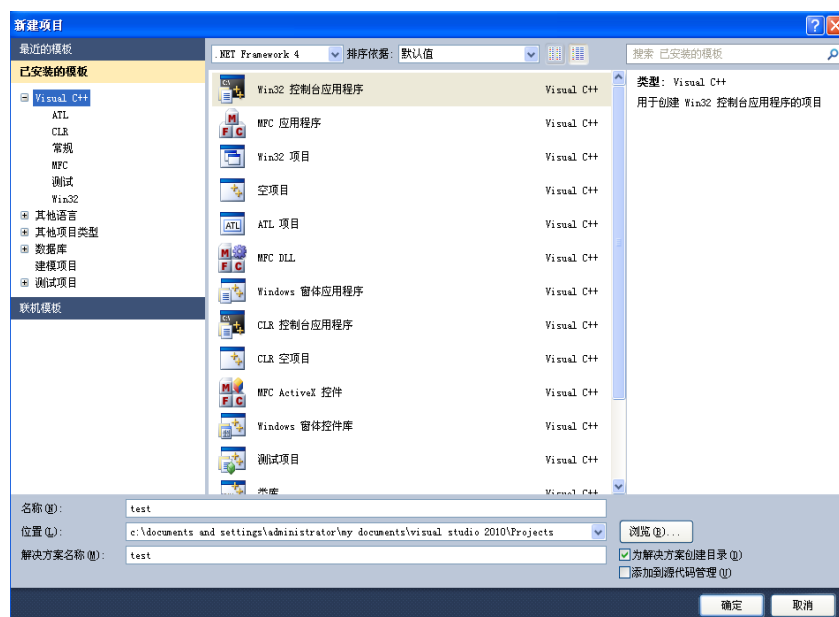 新建项目
最近的模板
.NET Framework 4 排序依据: 默认值
搜索 已安装的模板
已安装的模板
Visual C++
ATL
CLR
常规
MFC
测试
Win32
其他语言
其他项目类型
数据库
建模项目
测试项目
联机模板
Win32 控制台应用程序 Visual C++
MFC 应用程序 Visual C++
Win32 项目 Visual C++
空项目 Visual C++
ATL 项目 Visual C++
MFC DLL Visual C++
Windows 窗体应用程序 Visual C++
CLR 控制台应用程序 Visual C++
CLR 空项目 Visual C++
MFC ActiveX 控件 Visual C++
Windows 窗体控件库 Visual C++
测试项目 Visual C++
类库 Visual C++
类型: Visual C++
用于创建 Win32 控制台应用程序的项目
名称(N): test
位置(L): c:\documents and settings\administrator\my documents\visual studio 2010\Projects 浏览(B)...
解决方案名称(M): test
为解决方案创建目录(D)
添加到源代码管理(U)
确定 取消